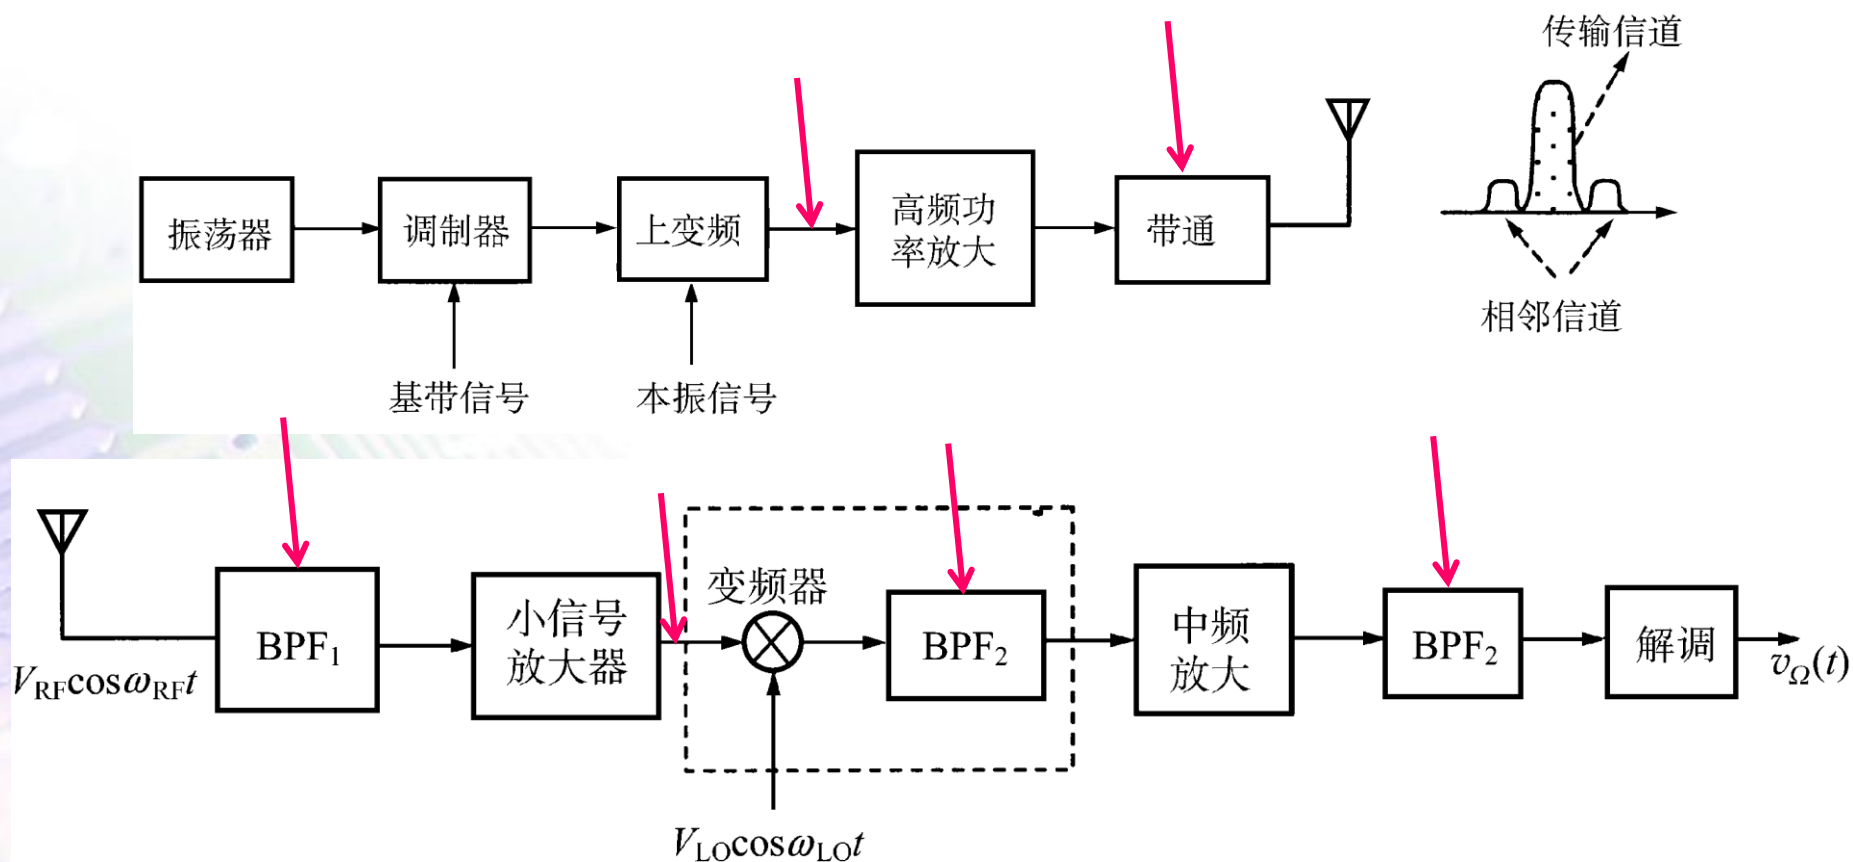 传输信道
振荡器
调制器
上变频
高频功
率放大
带通
相邻信道
基带信号
本振信号
变频器
BPF₁
小信号
放大器
BPF₂
中频
放大
BPF₂
解调
V_RFcosω_RFt
v_Ω(t)
V_LOcosω_LOt